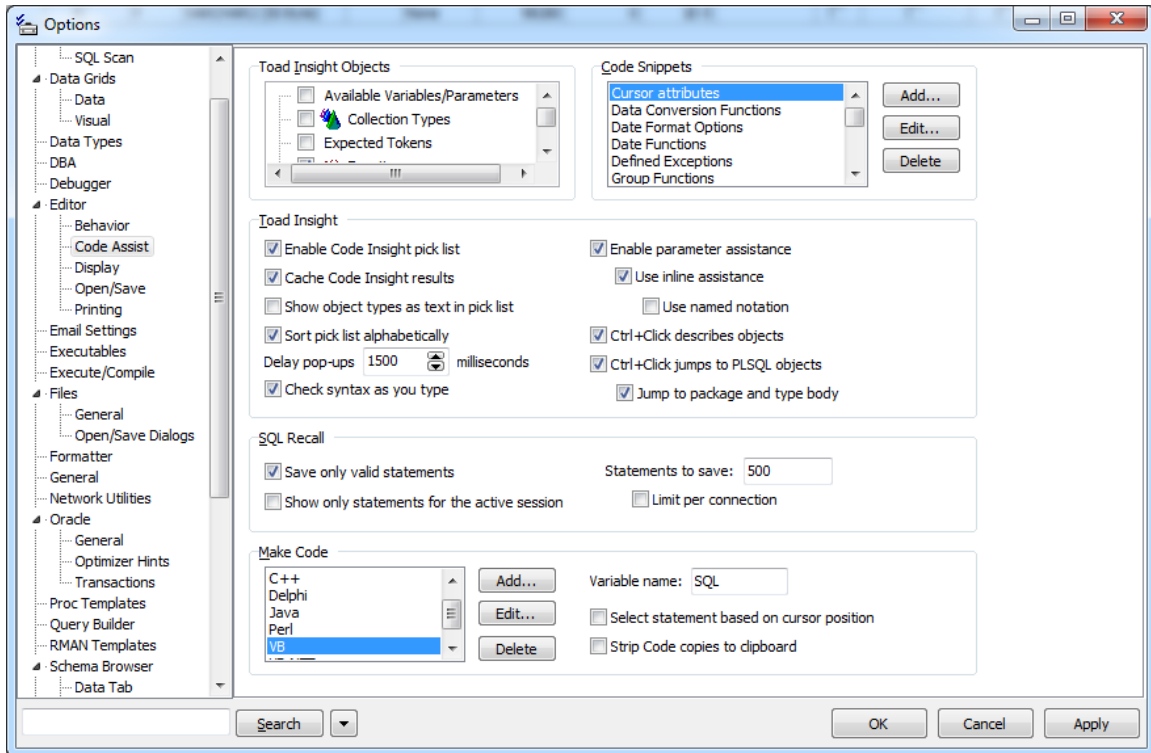 Options
SQL Scan
Data Grids
Data
Visual
Data Types
DBA
Debugger
Editor
Behavior
Code Assist
Display
Open/Save
Printing
Email Settings
Executables
Execute/Compile
Files
General
Open/Save Dialogs
Formatter
General
Network Utilities
Oracle
General
Optimizer Hints
Transactions
Proc Templates
Query Builder
RMAN Templates
Schema Browser
Data Tab
Toad Insight Objects
Available Variables/Parameters
Collection Types
Expected Tokens
Code Snippets
Cursor attributes
Data Conversion Functions
Date Format Options
Date Functions
Defined Exceptions
Group Functions
Add...
Edit...
Delete
Toad Insight
Enable Code Insight pick list
Cache Code Insight results
Show object types as text in pick list
Sort pick list alphabetically
Delay pop-ups 1500 milliseconds
Check syntax as you type
Enable parameter assistance
Use inline assistance
Use named notation
Ctrl+Click describes objects
Ctrl+Click jumps to PLSQL objects
Jump to package and type body
SQL Recall
Save only valid statements
Show only statements for the active session
Statements to save: 500
Limit per connection
Make Code
C++
Delphi
Java
Perl
VB
Add...
Edit...
Delete
Variable name: SQL
Select statement based on cursor position
Strip Code copies to clipboard
Search
OK
Cancel
Apply